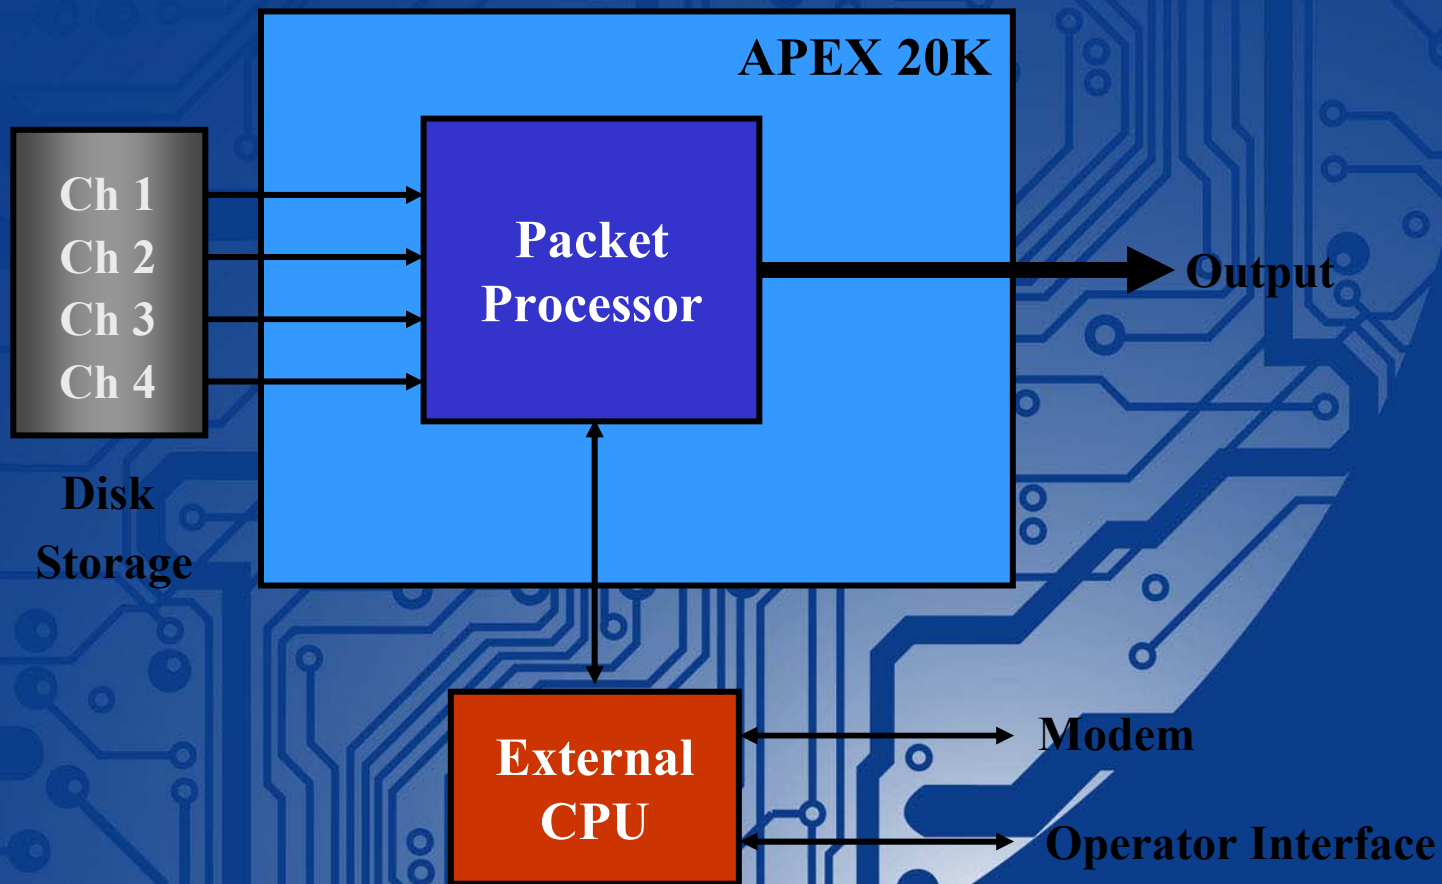 APEX 20K
Ch 1
Ch 2
Ch 3
Ch 4
Disk
Storage
Packet
Processor
Output
External
CPU
Modem
Operator Interface